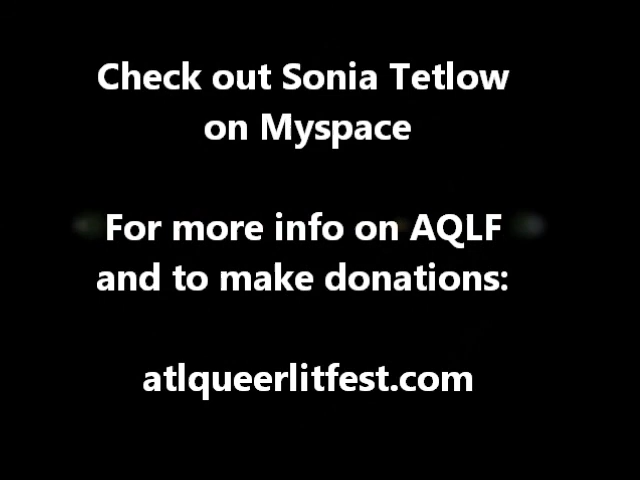 Check out Sonia Tetlow
on Myspace
For more info on AQLF
and to make donations:
atlqueerlitfest.com